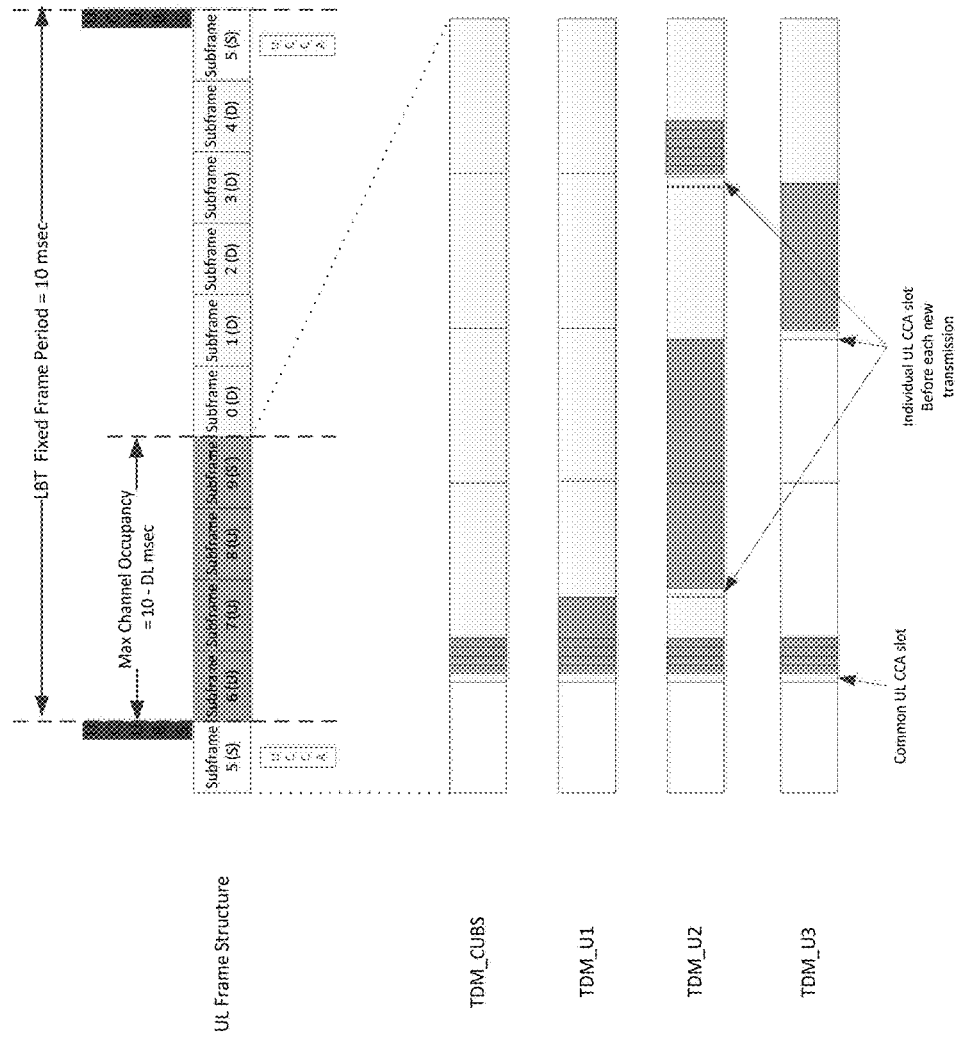 LBT Fixed Frame Period = 10 msec
Max Channel Occupancy
= 10 - DL msec
UL Frame Structure
Subframe
5 (S)
Subframe
6 (U)
Subframe
7 (U)
Subframe
8 (U)
Subframe
9 (S')
Subframe
0 (D)
Subframe
1 (D)
Subframe
2 (D)
Subframe
3 (D)
Subframe
4 (D)
Subframe
5 (S)
U
C
C
A
U
C
C
A
TDM_CUBS
TDM_U1
TDM_U2
TDM_U3
Common UL CCA slot
Individual UL CCA slot
Before each new
transmission